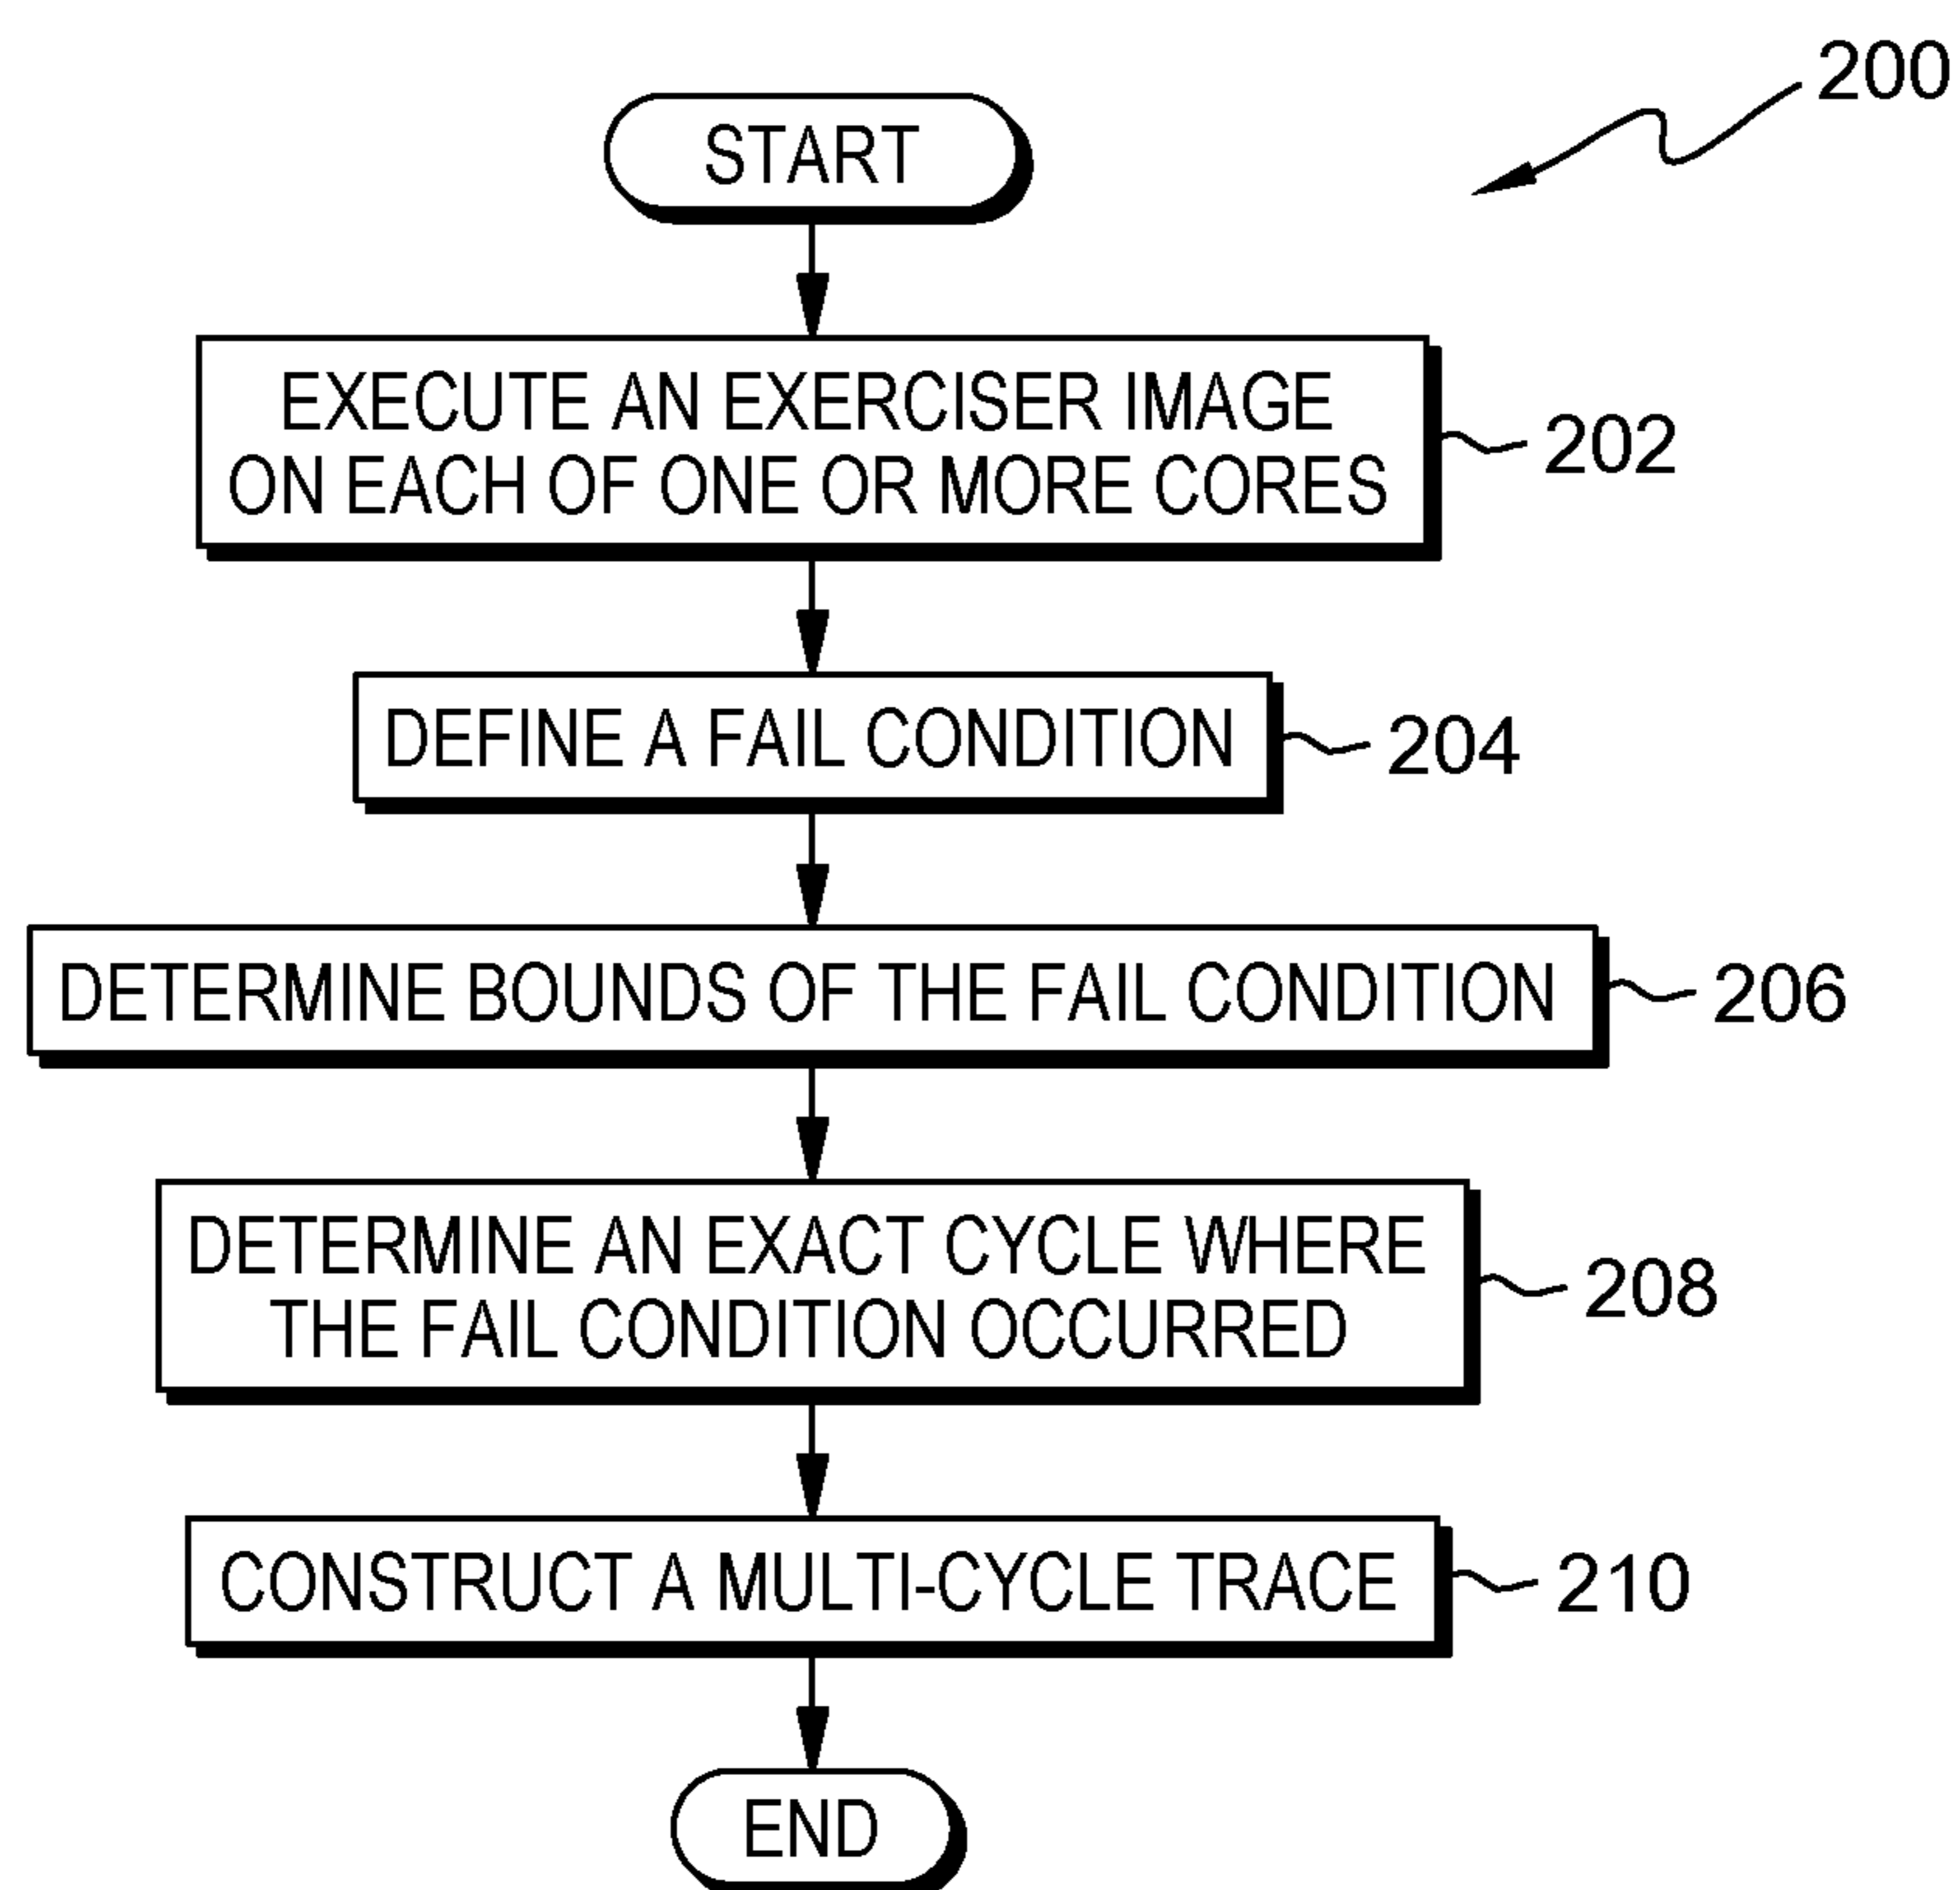 200
START
EXECUTE AN EXERCISER IMAGE
ON EACH OF ONE OR MORE CORES
202
DEFINE A FAIL CONDITION
204
DETERMINE BOUNDS OF THE FAIL CONDITION
206
DETERMINE AN EXACT CYCLE WHERE
THE FAIL CONDITION OCCURRED
208
CONSTRUCT A MULTI-CYCLE TRACE
210
END